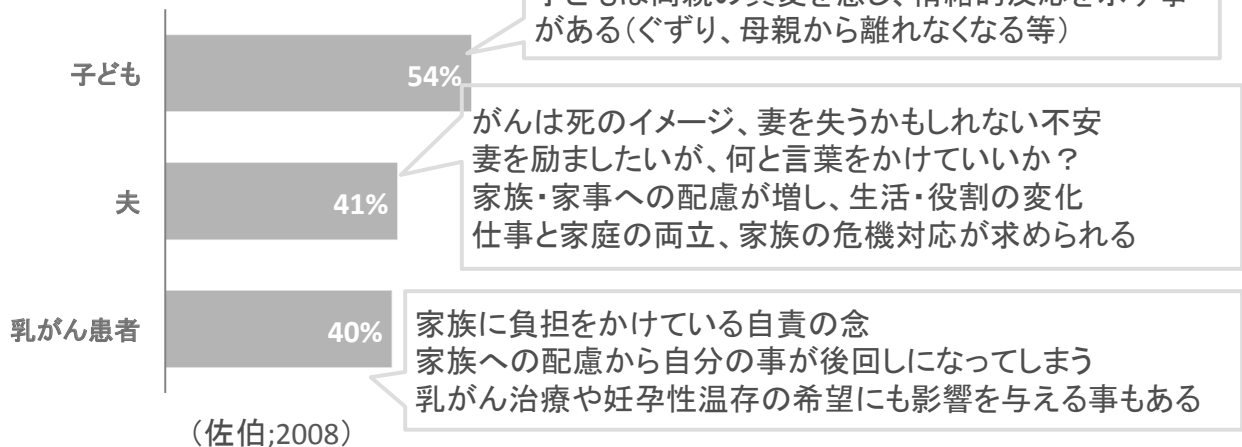 がある(ぐずり、母親から離れなくなる等)
子ども
54%
がんは死のイメージ、妻を失うかもしれない不安
妻を励ましたいが、何と言葉をかけていいか?
家族・家事への配慮が増し、生活・役割の変化
仕事と家庭の両立、家族の危機対応が求められる
夫
41%
乳がん患者
40%
家族に負担をかけている自責の念
家族への配慮から自分の事が後回しになってしまう
乳がん治療や妊孕性温存の希望にも影響を与える事もある
(佐伯;2008)